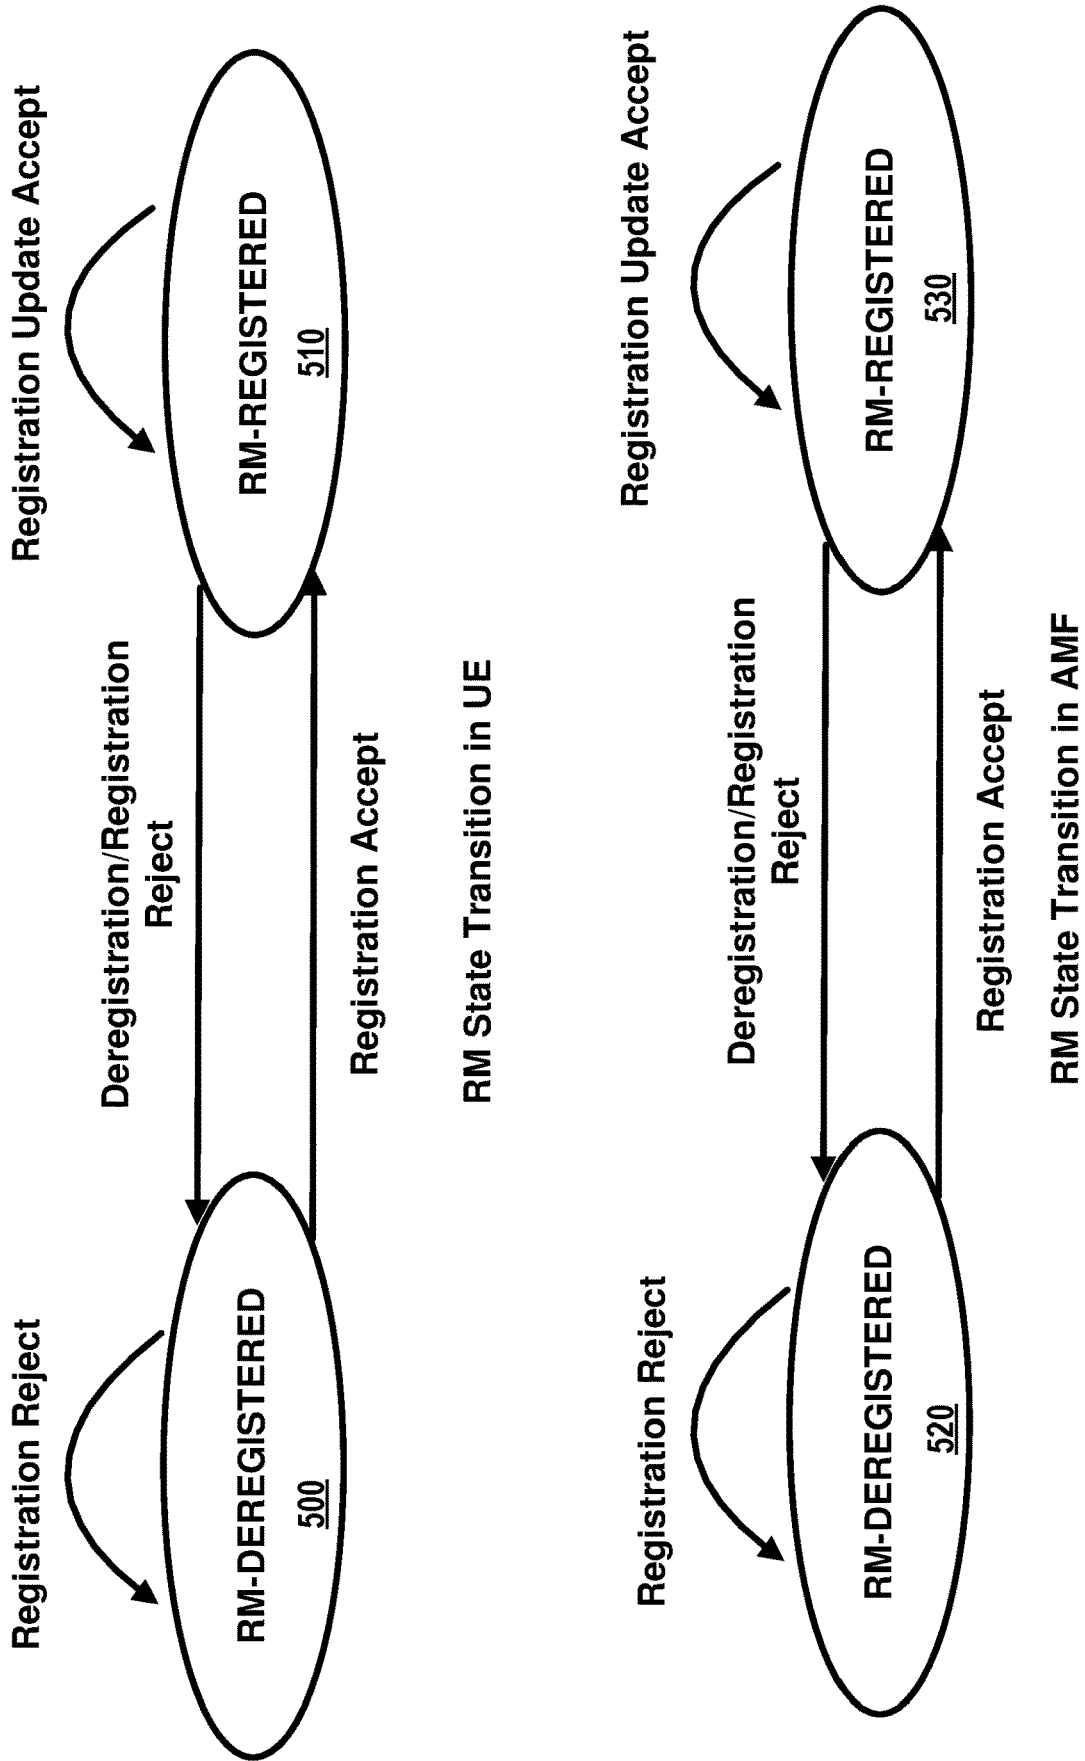 Registration Reject
Registration Update Accept
Deregistration/Registration
Reject
RM-DEREGISTERED
500
RM-REGISTERED
510
Registration Accept
RM State Transition in UE
Registration Reject
Registration Update Accept
Deregistration/Registration
Reject
RM-DEREGISTERED
520
RM-REGISTERED
530
Registration Accept
RM State Transition in AMF